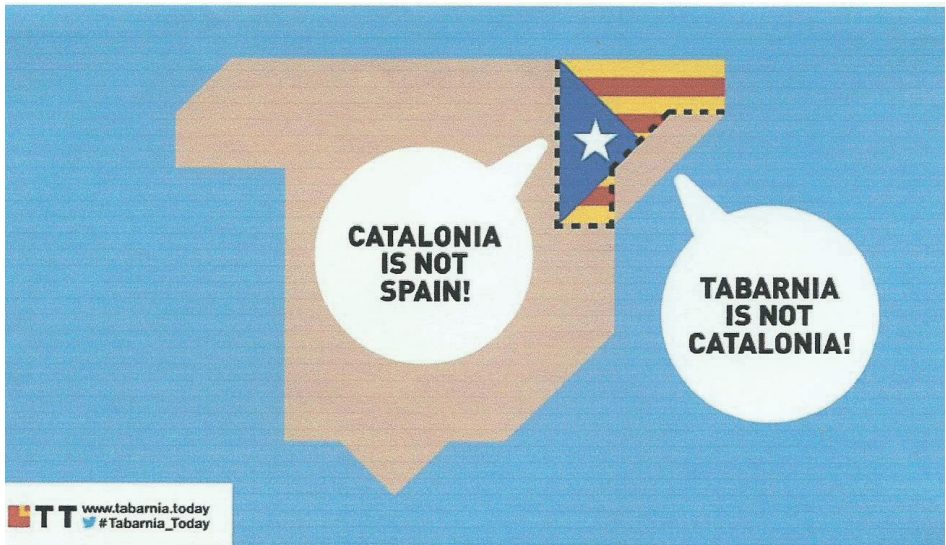 CATALONIA
IS NOT
SPAIN!
TABARNIA
IS NOT
CATALONIA!
TT www.tabarnia.today
#Tabarnia_Today